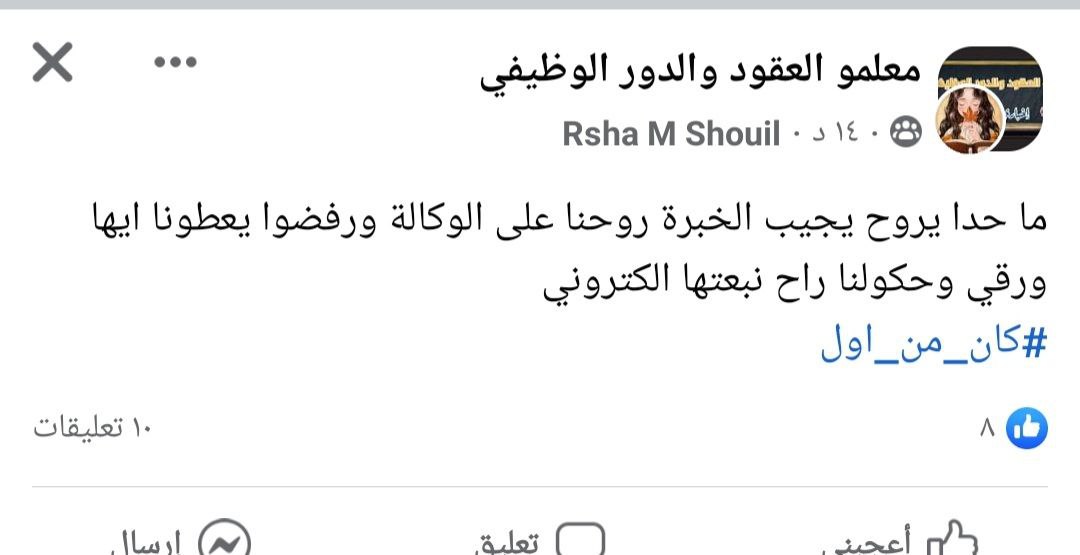 معلمو العقود والدور الوظيفي
Rsha M Shouil · ١٤ د ·
ما حدا يروح يجيب الخبرة روحنا على الوكالة ورفضوا يعطونا ايها
ورقي وحكولنا راح نبعتها الكتروني
#كان_من_اول
٨
١٠ تعليقات
أعجبني
تعليق
إرسال